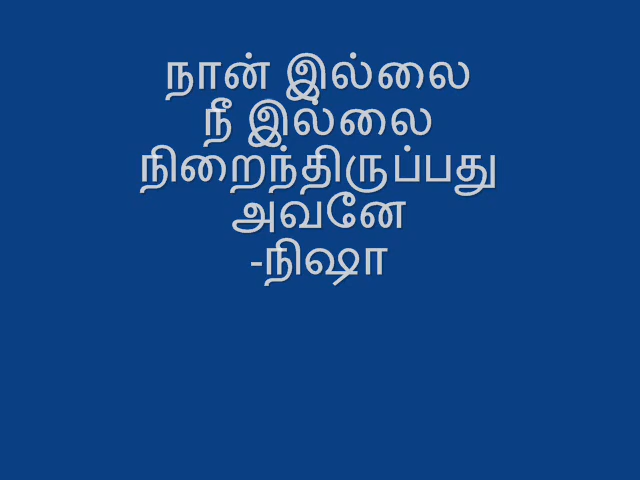 நான் இல்லை
நீ இல்லை
நிறைந்திருப்பது
அவனே
-நிஷா